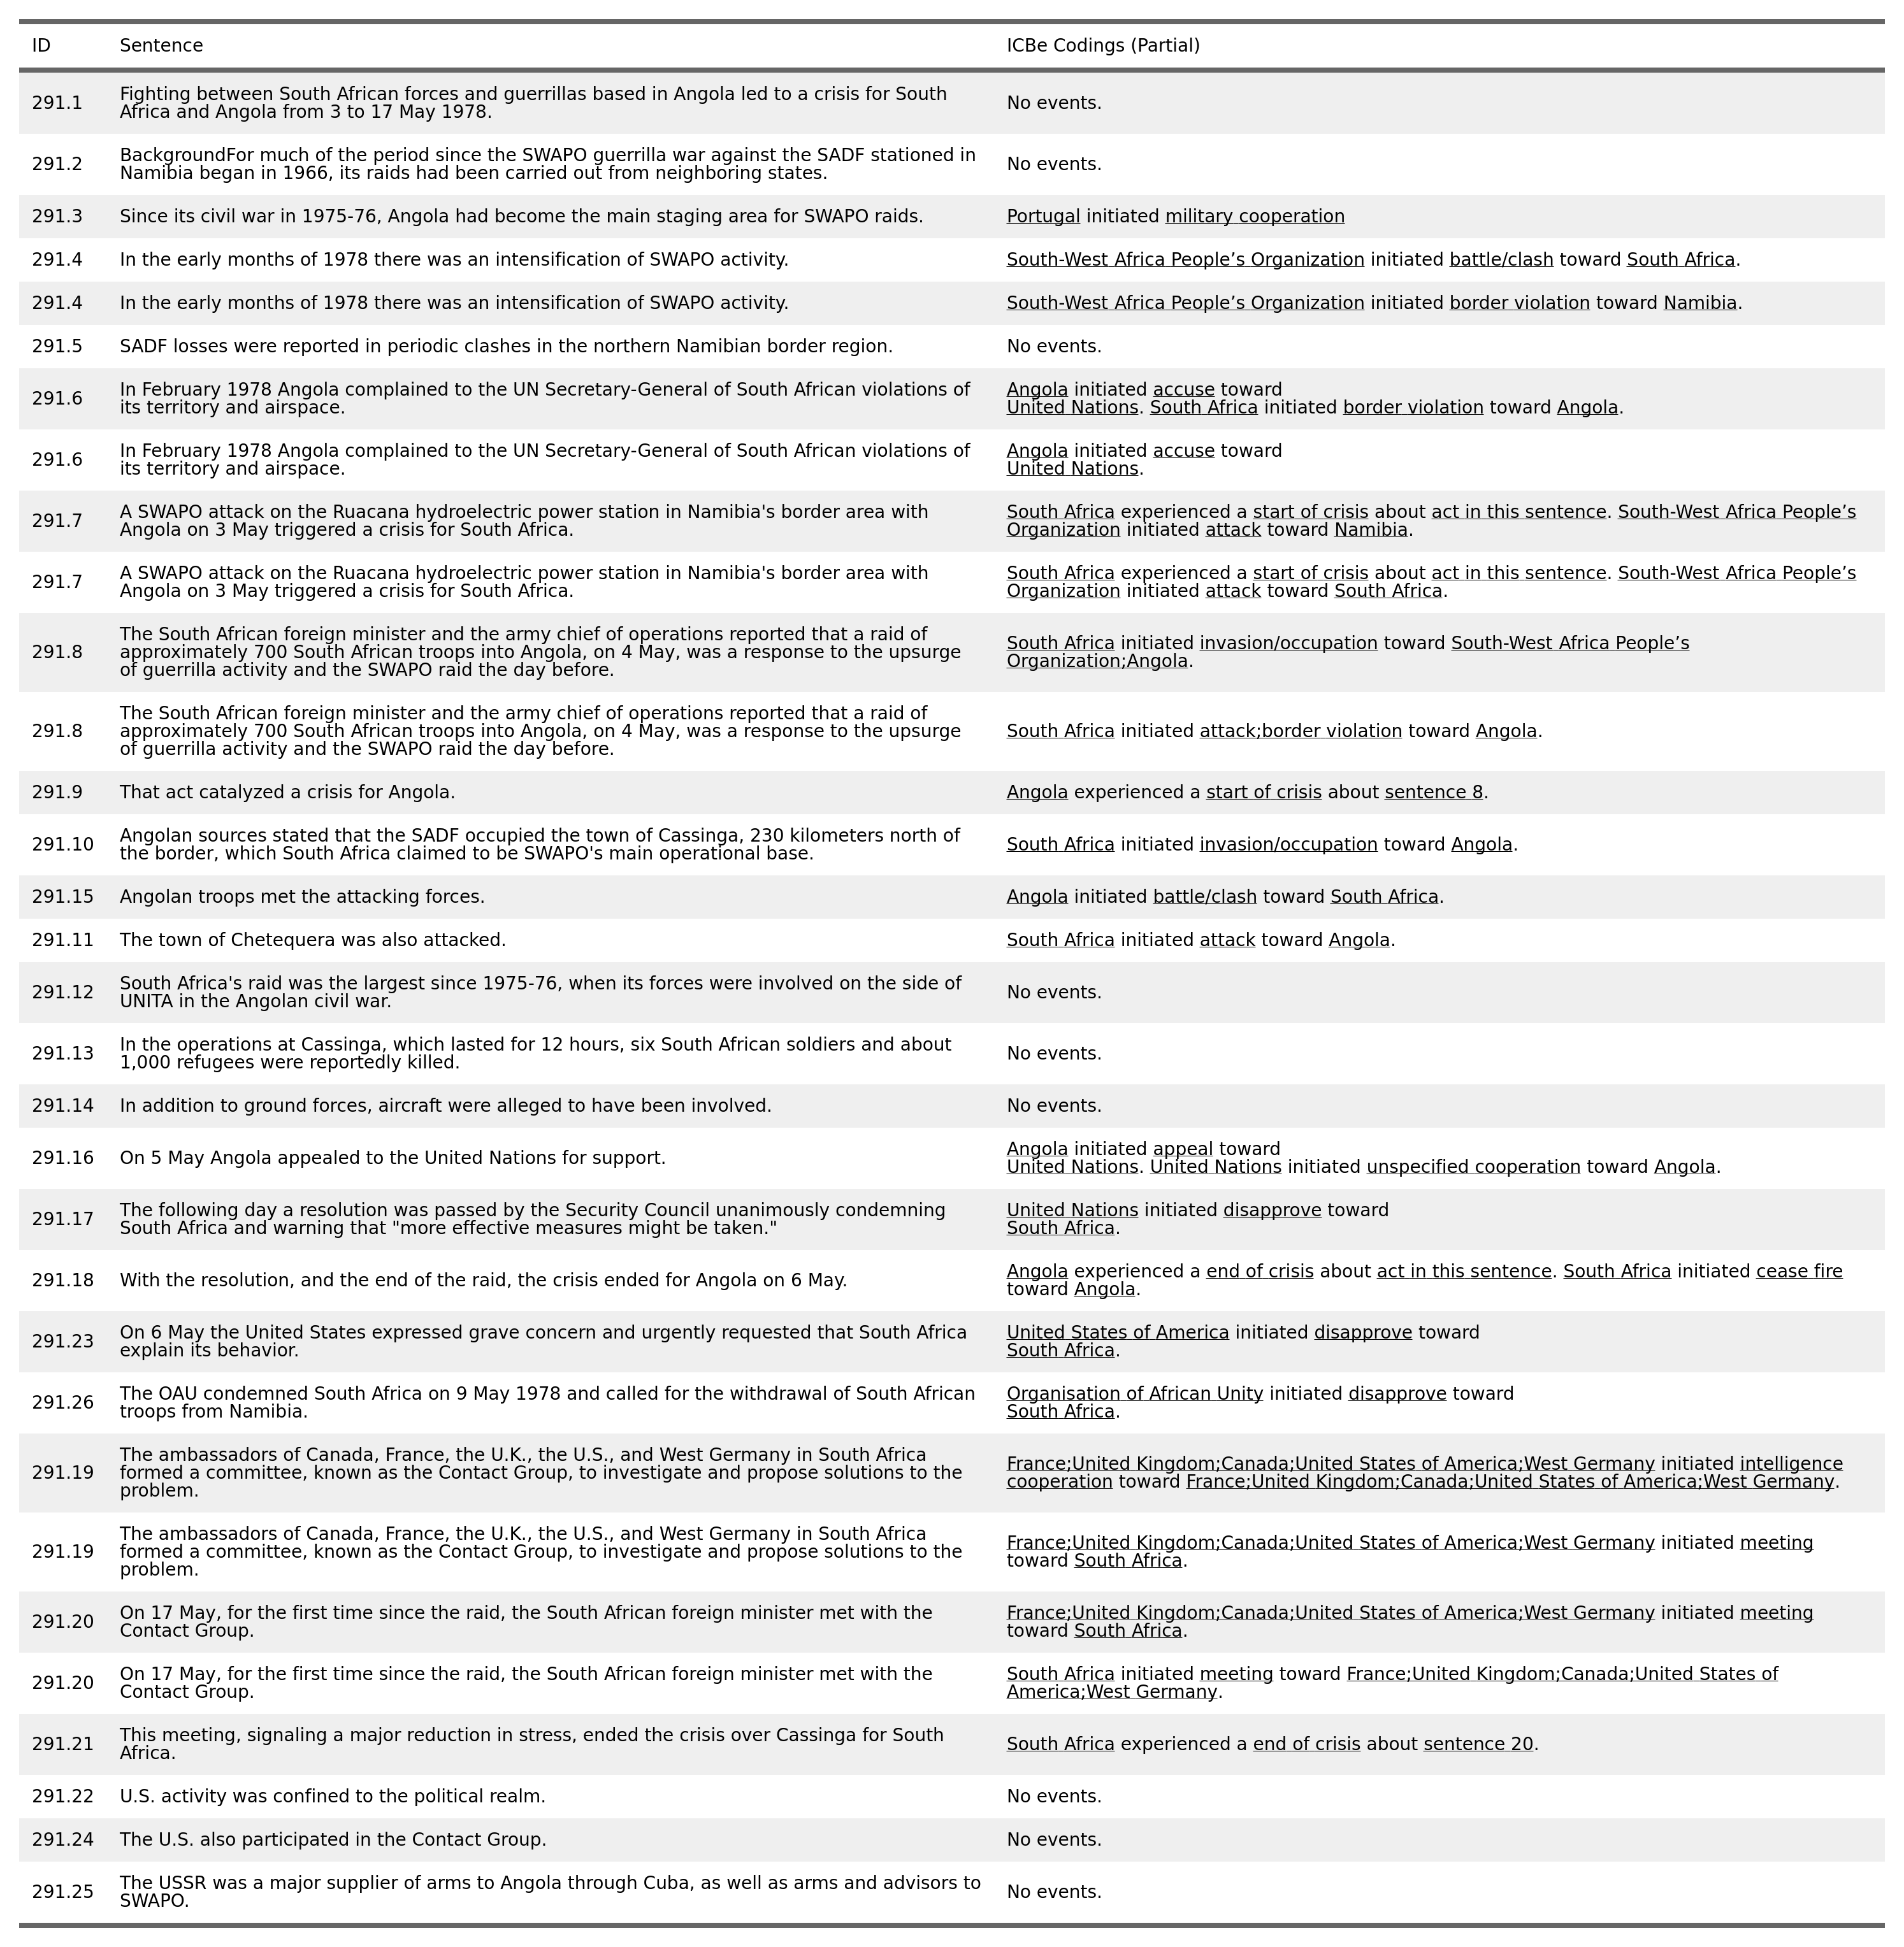 ID Sentence ICBe Codings (Partial)
291.1 Fighting between South African forces and guerrillas based in Angola led to a crisis for South
Africa and Angola from 3 to 17 May 1978. No events.
291.2 BackgroundFor much of the period since the SWAPO guerrilla war against the SADF stationed in
Namibia began in 1966, its raids had been carried out from neighboring states. No events.
291.3 Since its civil war in 1975-76, Angola had become the main staging area for SWAPO raids. Portugal initiated military cooperation
291.4 In the early months of 1978 there was an intensification of SWAPO activity. South-West Africa People’s Organization initiated battle/clash toward South Africa.
291.4 In the early months of 1978 there was an intensification of SWAPO activity. South-West Africa People’s Organization initiated border violation toward Namibia.
291.5 SADF losses were reported in periodic clashes in the northern Namibian border region. No events.
291.6 In February 1978 Angola complained to the UN Secretary-General of South African violations of
its territory and airspace.
Angola initiated accuse toward
United Nations. South Africa initiated border violation toward Angola.
291.6 In February 1978 Angola complained to the UN Secretary-General of South African violations of
its territory and airspace.
Angola initiated accuse toward
United Nations.
291.7 A SWAPO attack on the Ruacana hydroelectric power station in Namibia's border area with
Angola on 3 May triggered a crisis for South Africa.
South Africa experienced a start of crisis about act in this sentence. South-West Africa People’s
Organization initiated attack toward Namibia.
291.7 A SWAPO attack on the Ruacana hydroelectric power station in Namibia's border area with
Angola on 3 May triggered a crisis for South Africa.
South Africa experienced a start of crisis about act in this sentence. South-West Africa People’s
Organization initiated attack toward South Africa.
291.8 The South African foreign minister and the army chief of operations reported that a raid of
approximately 700 South African troops into Angola, on 4 May, was a response to the upsurge
of guerrilla activity and the SWAPO raid the day before.
South Africa initiated invasion/occupation toward South-West Africa People’s
Organization;Angola.
291.8 The South African foreign minister and the army chief of operations reported that a raid of
approximately 700 South African troops into Angola, on 4 May, was a response to the upsurge
of guerrilla activity and the SWAPO raid the day before.
South Africa initiated attack;border violation toward Angola.
291.9 That act catalyzed a crisis for Angola. Angola experienced a start of crisis about sentence 8.
291.10 Angolan sources stated that the SADF occupied the town of Cassinga, 230 kilometers north of
the border, which South Africa claimed to be SWAPO's main operational base.
South Africa initiated invasion/occupation toward Angola.
291.15 Angolan troops met the attacking forces. Angola initiated battle/clash toward South Africa.
291.11 The town of Chetequera was also attacked. South Africa initiated attack toward Angola.
291.12 South Africa's raid was the largest since 1975-76, when its forces were involved on the side of
UNITA in the Angolan civil war. No events.
291.13 In the operations at Cassinga, which lasted for 12 hours, six South African soldiers and about
1,000 refugees were reportedly killed. No events.
291.14 In addition to ground forces, aircraft were alleged to have been involved. No events.
291.16 On 5 May Angola appealed to the United Nations for support.
Angola initiated appeal toward
United Nations. United Nations initiated unspecified cooperation toward Angola.
291.17 The following day a resolution was passed by the Security Council unanimously condemning
South Africa and warning that "more effective measures might be taken."
United Nations initiated disapprove toward
South Africa.
291.18 With the resolution, and the end of the raid, the crisis ended for Angola on 6 May.
Angola experienced a end of crisis about act in this sentence. South Africa initiated cease fire
toward Angola.
291.23 On 6 May the United States expressed grave concern and urgently requested that South Africa
explain its behavior.
United States of America initiated disapprove toward
South Africa.
291.26 The OAU condemned South Africa on 9 May 1978 and called for the withdrawal of South African
troops from Namibia.
Organisation of African Unity initiated disapprove toward
South Africa.
291.19 The ambassadors of Canada, France, the U.K., the U.S., and West Germany in South Africa
formed a committee, known as the Contact Group, to investigate and propose solutions to the
problem.
France;United Kingdom;Canada;United States of America;West Germany initiated intelligence
cooperation toward France;United Kingdom;Canada;United States of America;West Germany.
291.19 The ambassadors of Canada, France, the U.K., the U.S., and West Germany in South Africa
formed a committee, known as the Contact Group, to investigate and propose solutions to the
problem.
France;United Kingdom;Canada;United States of America;West Germany initiated meeting
toward South Africa.
291.20 On 17 May, for the first time since the raid, the South African foreign minister met with the
Contact Group.
France;United Kingdom;Canada;United States of America;West Germany initiated meeting
toward South Africa.
291.20 On 17 May, for the first time since the raid, the South African foreign minister met with the
Contact Group.
South Africa initiated meeting toward France;United Kingdom;Canada;United States of
America;West Germany.
291.21 This meeting, signaling a major reduction in stress, ended the crisis over Cassinga for South
Africa.
South Africa experienced a end of crisis about sentence 20.
291.22 U.S. activity was confined to the political realm. No events.
291.24 The U.S. also participated in the Contact Group. No events.
291.25 The USSR was a major supplier of arms to Angola through Cuba, as well as arms and advisors to
SWAPO. No events.